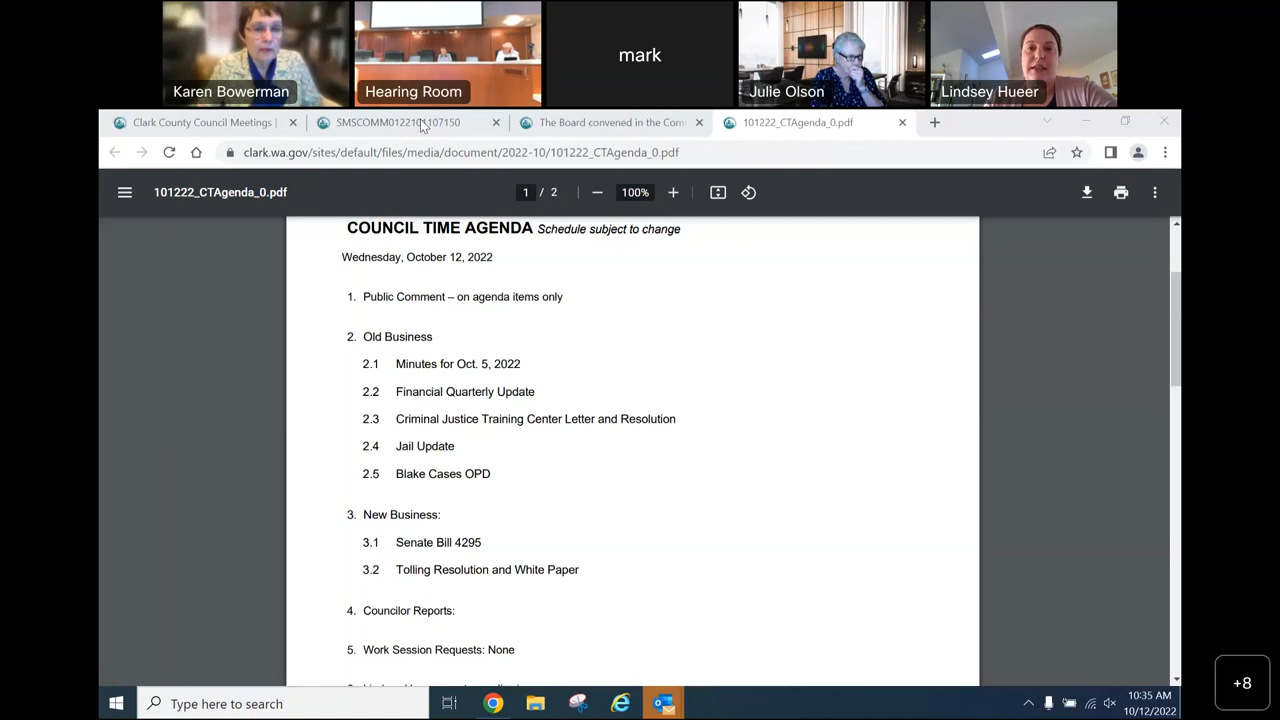 mark
Karen Bowerman
Hearing Room
Julie Olson
Lindsey Hueer
Clark County Council Meetings |
The Board convened in the Com
101222_CTAgenda_0.pdf
clark.wa.gov/sites/default/files/media/document/2022-10/101222_CTAgenda_0.pdf
101222_CTAgenda_0.pdf
1 / 2
100%
COUNCIL TIME AGENDA Schedule subject to change
Wednesday, October 12, 2022
1. Public Comment – on agenda items only
2. Old Business
2.1 Minutes for Oct. 5, 2022
2.2 Financial Quarterly Update
2.3 Criminal Justice Training Center Letter and Resolution
2.4 Jail Update
2.5 Blake Cases OPD
3. New Business:
3.1 Senate Bill 4295
3.2 Tolling Resolution and White Paper
4. Councilor Reports:
5. Work Session Requests: None
+8
Type here to search
10:35 AM
10/12/2022